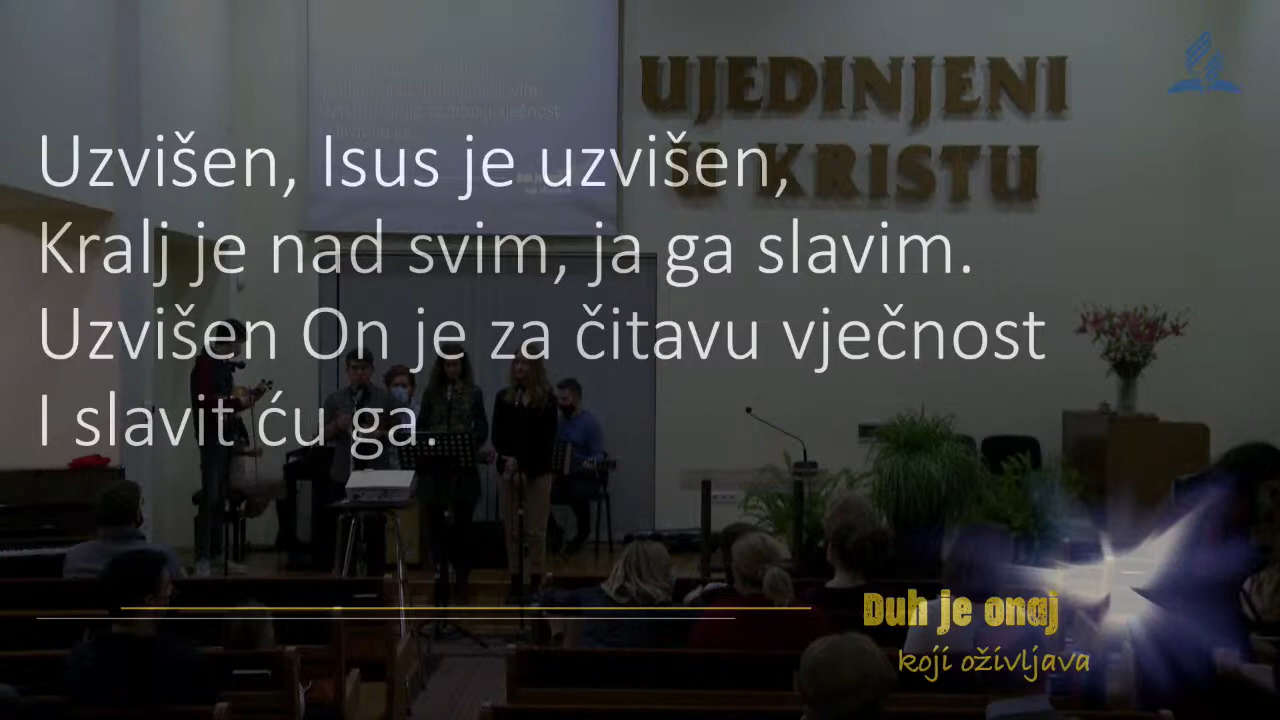 UJEDINJENI
U KRISTU
Uzvišen, Isus je uzvišen,
Kralj je nad svim, ja ga slavim.
Uzvišen On je za čitavu vječnost
I slavit ću ga.
Duh je onaj
koji oživljava